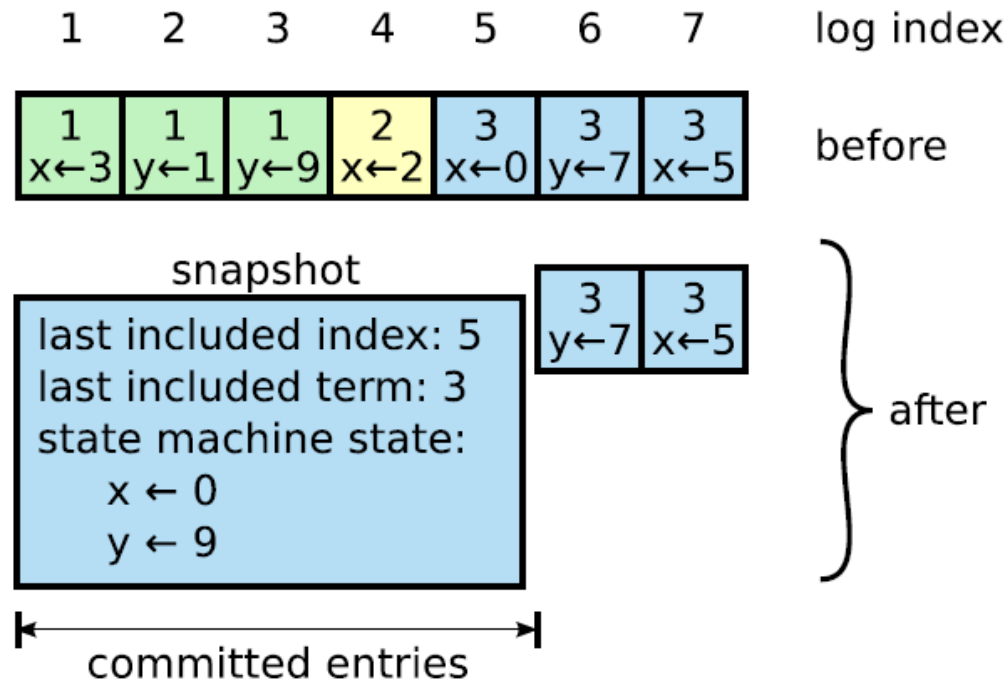 1 2 3 4 5 6 7 log index
1 1 1 2 3 3 3
x←3 y←1 y←9 x←2 x←0 y←7 x←5
before
snapshot
last included index: 5
last included term: 3
state machine state:
x ← 0
y ← 9
3 3
y←7 x←5
after
committed entries